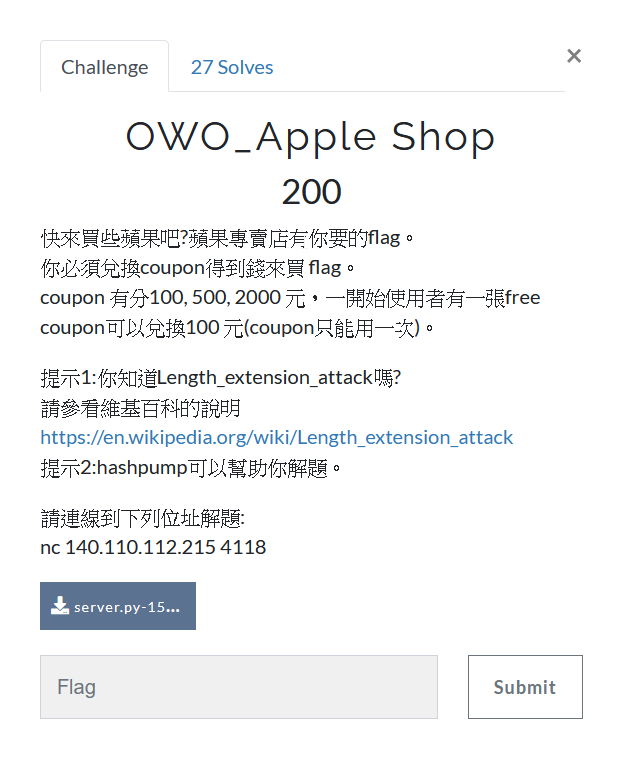 Challenge
27 Solves
×
OWO_Apple Shop
200
快來買些蘋果吧?蘋果專賣店有你要的flag。
你必須兌換coupon得到錢來買 flag。
coupon 有分100, 500, 2000 元，一開始使用者有一張free
coupon可以兌換100 元(coupon只能用一次)。
提示1:你知道Length_extension_attack嗎?
請參看維基百科的說明
https://en.wikipedia.org/wiki/Length_extension_attack
提示2:hashpump可以幫助你解題。
請連線到下列位址解題:
nc 140.110.112.215 4118
server.py-15...
Flag
Submit